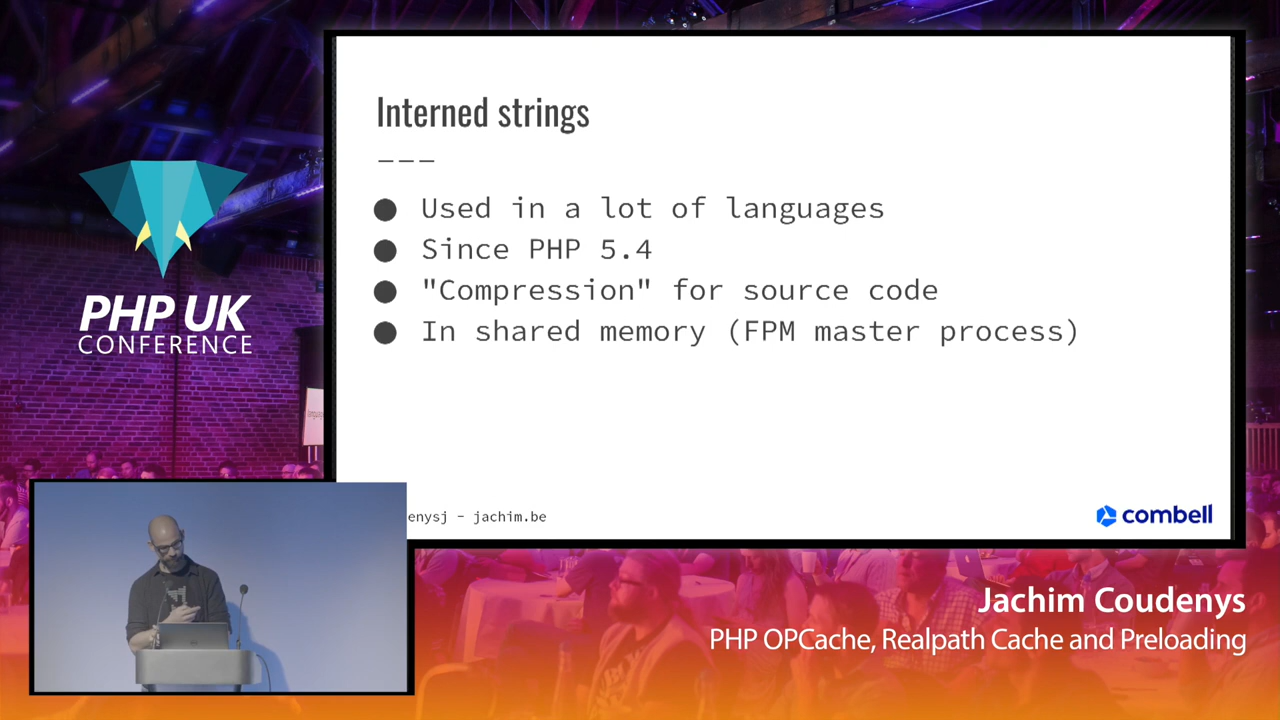 PHP UK
CONFERENCE
Interned strings
———
● Used in a lot of languages
● Since PHP 5.4
● "Compression" for source code
● In shared memory (FPM master process)
enysj – jachim.be
combell
Jachim Coudenys
PHP OPCache, Realpath Cache and Preloading